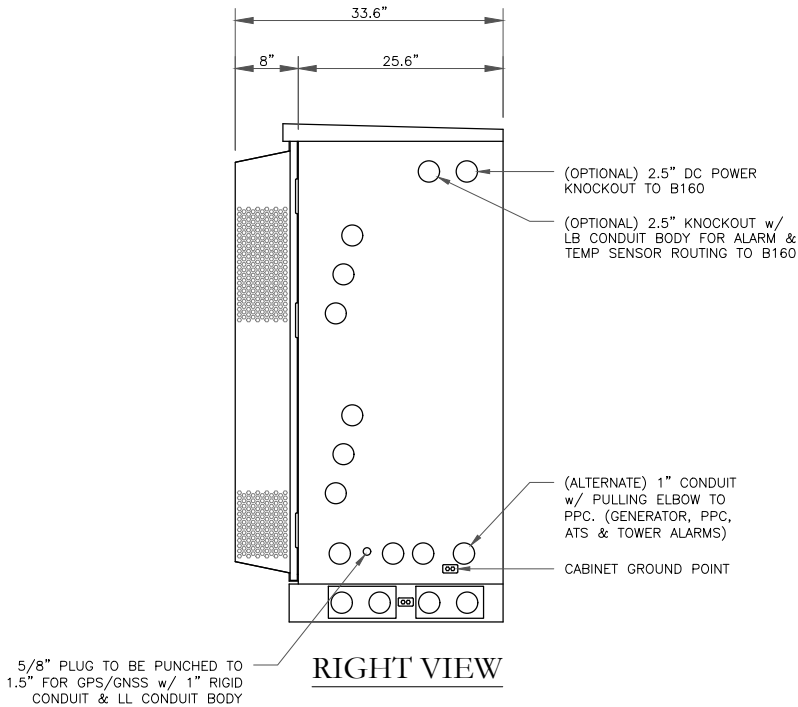 33.6”
8”
25.6”
(OPTIONAL) 2.5” DC POWER
KNOCKOUT TO B160
(OPTIONAL) 2.5” KNOCKOUT w/
LB CONDUIT BODY FOR ALARM &
TEMP SENSOR ROUTING TO B160
(ALTERNATE) 1” CONDUIT
w/ PULLING ELBOW TO
PPC. (GENERATOR, PPC,
ATS & TOWER ALARMS)
CABINET GROUND POINT
5/8” PLUG TO BE PUNCHED TO
1.5” FOR GPS/GNSS w/ 1” RIGID
CONDUIT & LL CONDUIT BODY
RIGHT VIEW